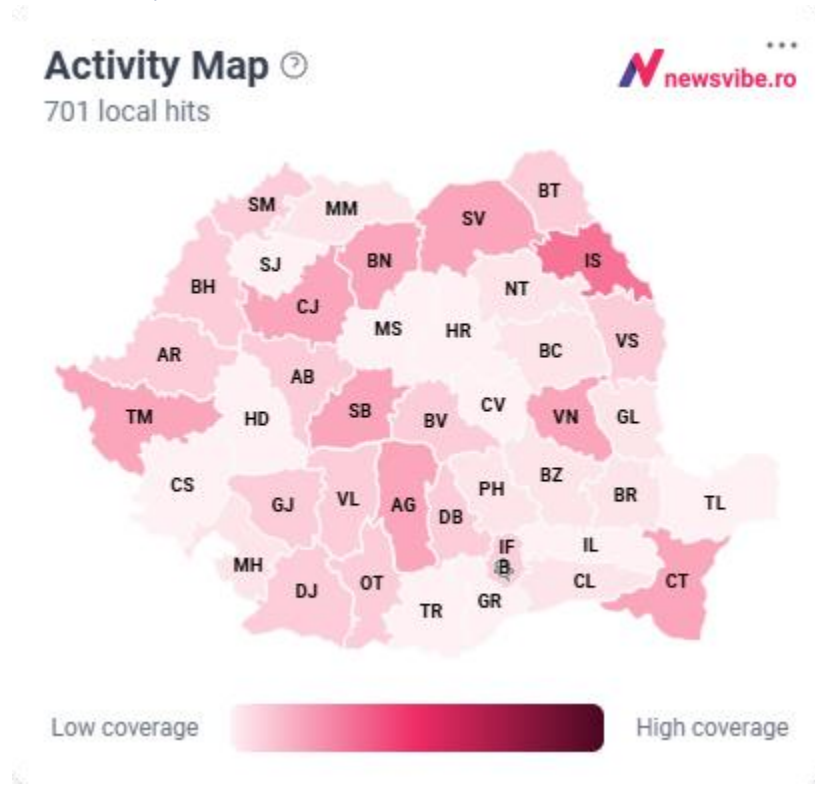 Activity Map ?
newsvibe.ro
701 local hits
BT
SM
MM
SV
IS
SJ
BN
BH
NT
CJ
MS
HR
VS
BC
AR
AB
CV
SB
TM
HD
BV
VN
GL
BZ
CS
PH
BR
VL
TL
GJ
AG
DB
IF
IL
MH
B
OT
CL
CT
DJ
GR
TR
Low coverage
High coverage